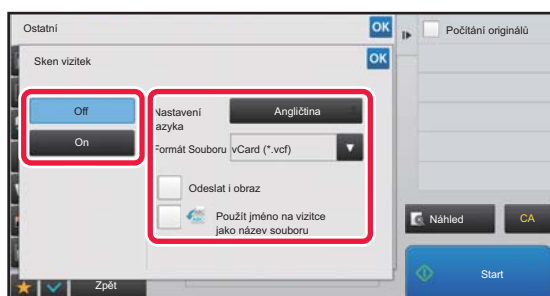 Ostatní
OK
Počítání originálů
Sken vizitek
OK
Off
On
Nastavení
azyka
Angličtina
Formát Souboru
vCard (*.vcf)
Odeslat i obraz
Použít jméno na vizitce
jako název souboru
Náhled
CA
Zpět
Start